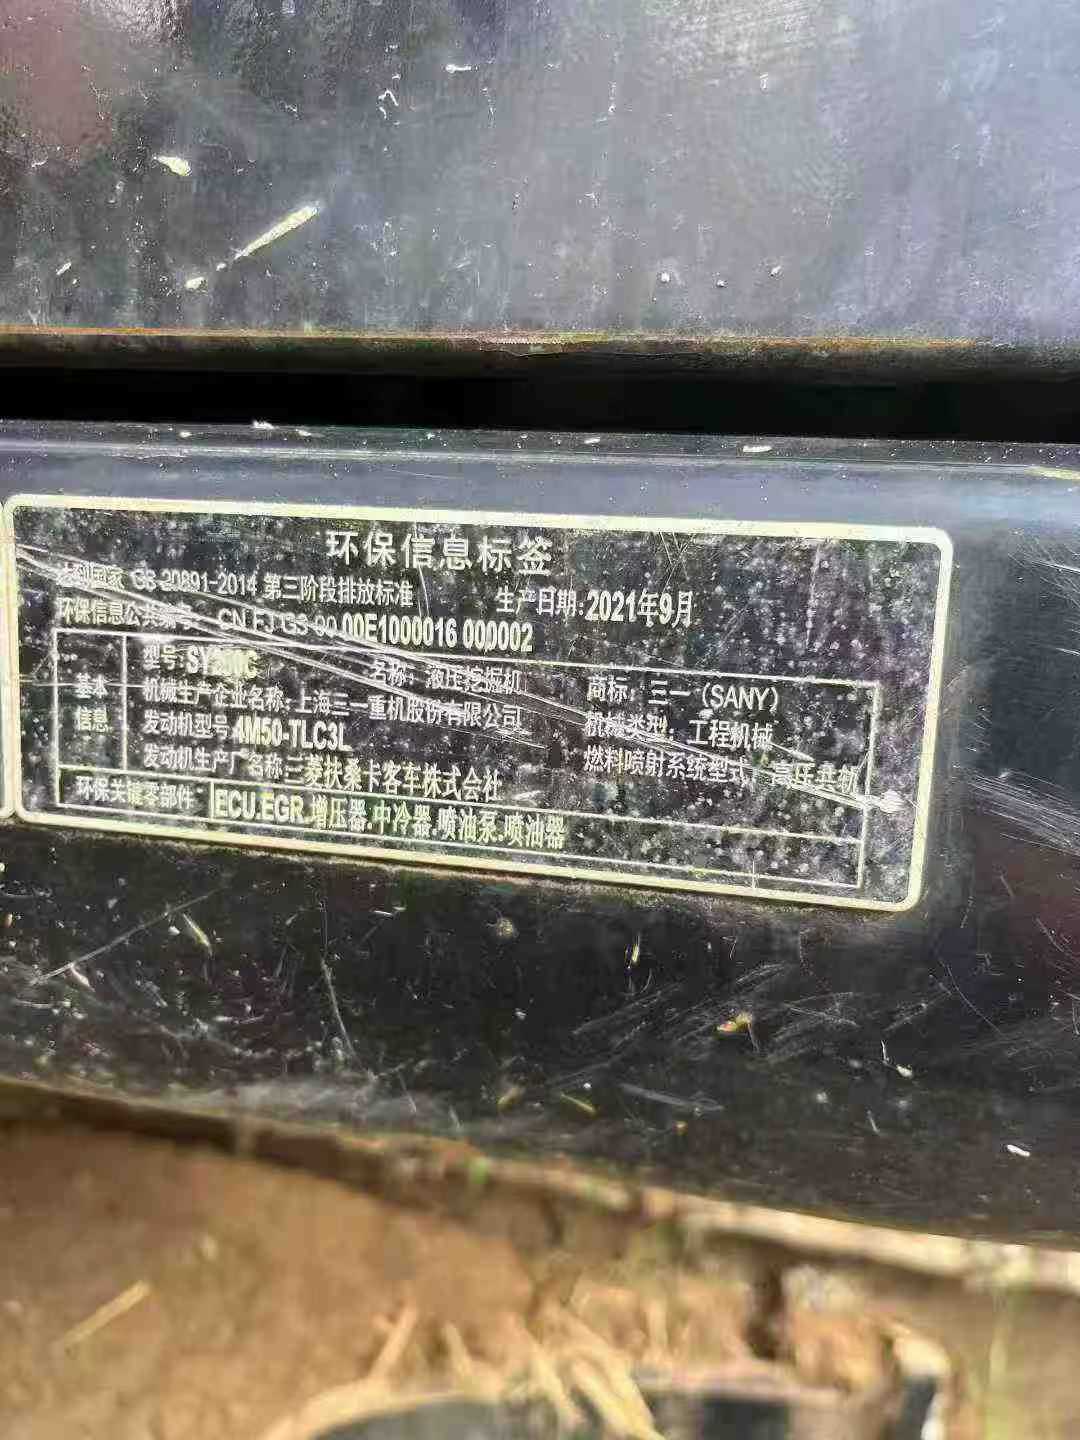 环保信息标签
达到国家 GB 20891-2014 第三阶段排放标准 生产日期:2021年9月
环保信息公共编号: CN FJ G3 00 00E1000016 000002
基本信息
型号: 名称: 液压挖掘机 商标: 三一 (SANY)
机械生产企业名称: 上海三一重机股份有限公司 机械类型: 工程机械
发动机型号 4M50-TLC3L 燃料喷射系统型式: 高压共轨
发动机生产厂名称:三菱扶桑卡客车株式会社
环保关键零部件 ECU.EGR.增压器.中冷器.喷油泵.喷油器